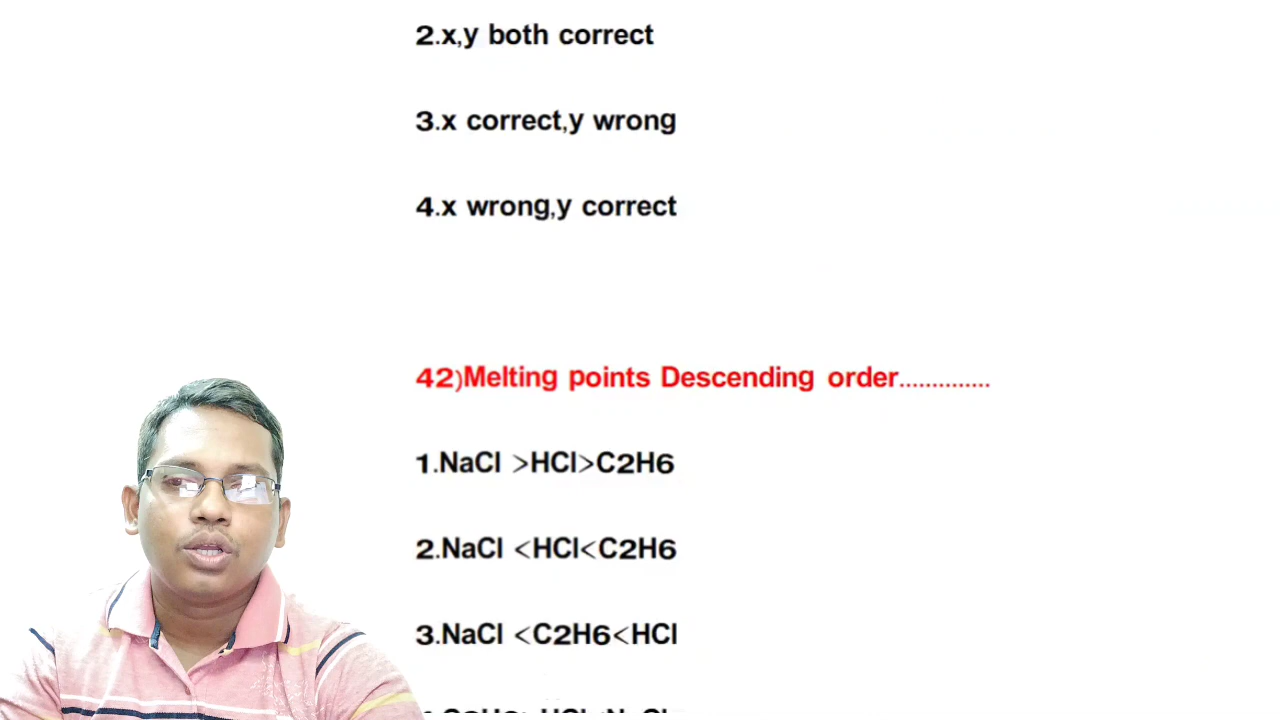 2.x,y both correct
3.x correct,y wrong
4.x wrong,y correct
42)Melting points Descending order..............
1.NaCl >HCl>C2H6
2.NaCl <HCl<C2H6
3.NaCl <C2H6<HCl